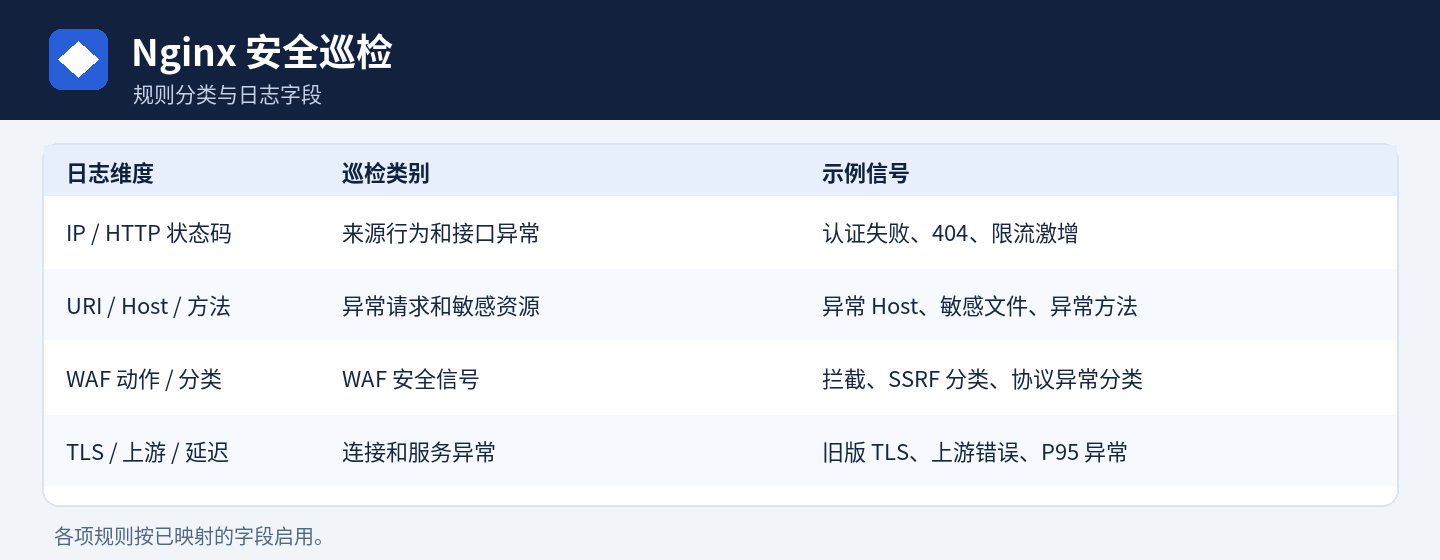 Nginx 安全巡检
规则分类与日志字段
日志维度 巡检类别 示例信号
IP / HTTP 状态码 来源行为和接口异常 认证失败、404、限流激增
URI / Host / 方法 异常请求和敏感资源 异常 Host、敏感文件、异常方法
WAF 动作 / 分类 WAF 安全信号 拦截、SSRF 分类、协议异常分类
TLS / 上游 / 延迟 连接和服务异常 旧版 TLS、上游错误、P95 异常
各项规则按已映射的字段启用。